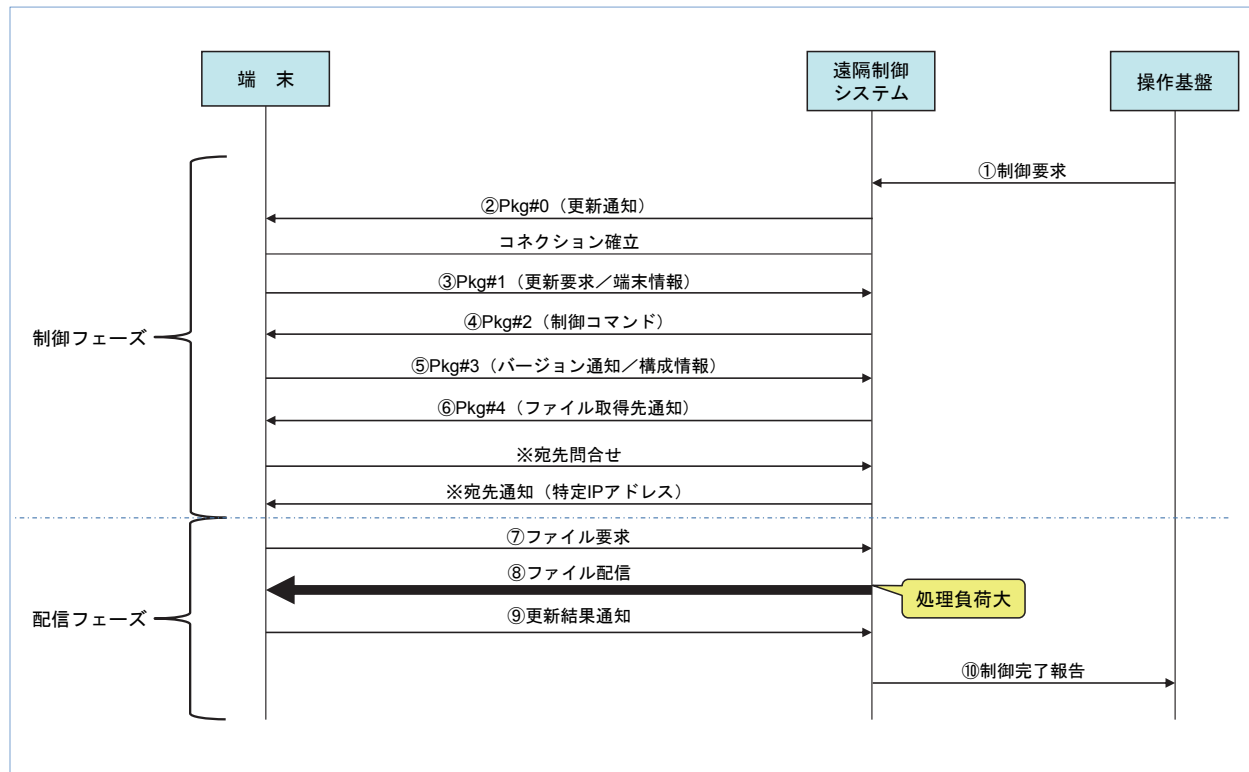 端　末
遠隔制御
システム
操作基盤
①制御要求
②Pkg#0（更新通知）
コネクション確立
③Pkg#1（更新要求／端末情報）
④Pkg#2（制御コマンド）
制御フェーズ
⑤Pkg#3（バージョン通知／構成情報）
⑥Pkg#4（ファイル取得先通知）
※宛先問合せ
※宛先通知（特定IPアドレス）
⑦ファイル要求
⑧ファイル配信
処理負荷大
配信フェーズ
⑨更新結果通知
⑩制御完了報告